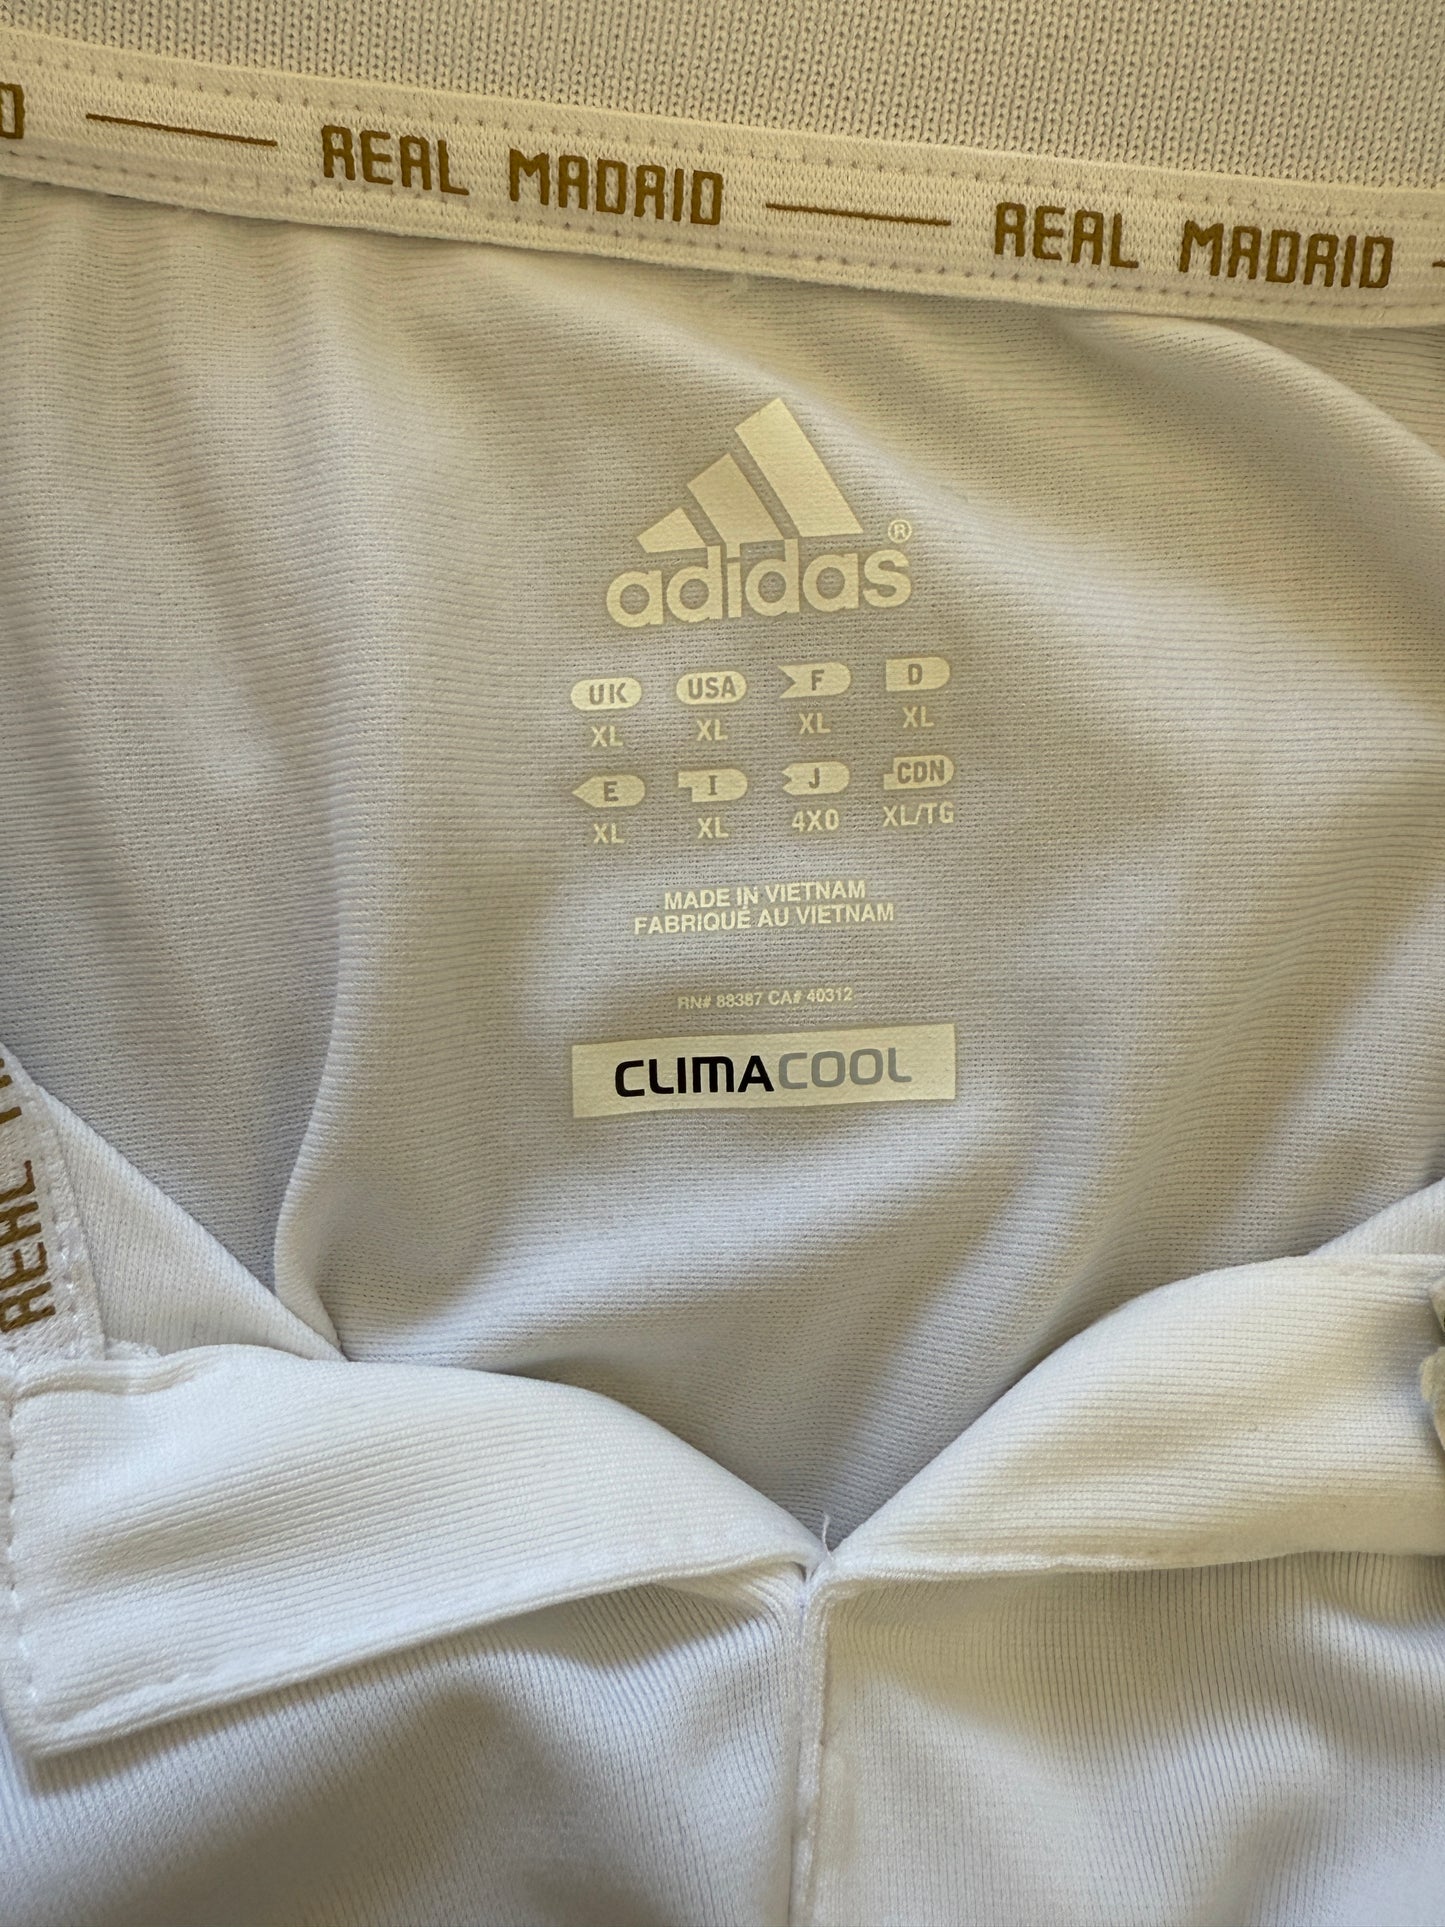 REAL MADRID
REAL MADRID
adidas®
UK USA F D
XL XL XL XL
E I J CDN
XL XL 4XO XL/TG
MADE IN VIETNAM
FABRIQUÉ AU VIETNAM
RN# 88387 CA# 40312
CLIMACOOL
REAL